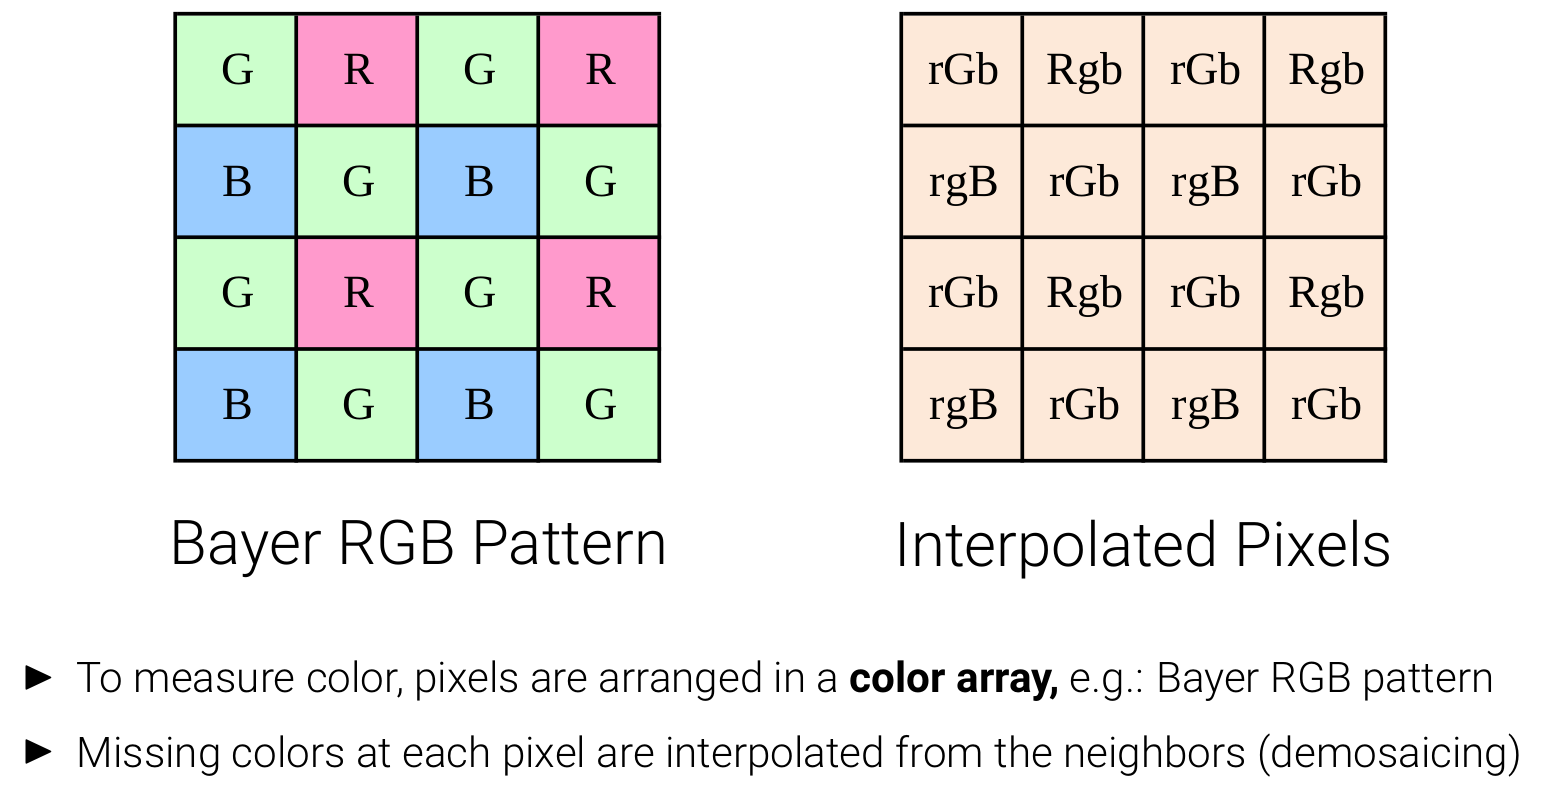 G R G R
B G B G
G R G R
B G B G
Bayer RGB Pattern
rGb Rgb rGb Rgb
rgB rGb rgB rGb
rGb Rgb rGb Rgb
rgB rGb rgB rGb
Interpolated Pixels
To measure color, pixels are arranged in a color array, e.g.: Bayer RGB pattern
Missing colors at each pixel are interpolated from the neighbors (demosaicing)